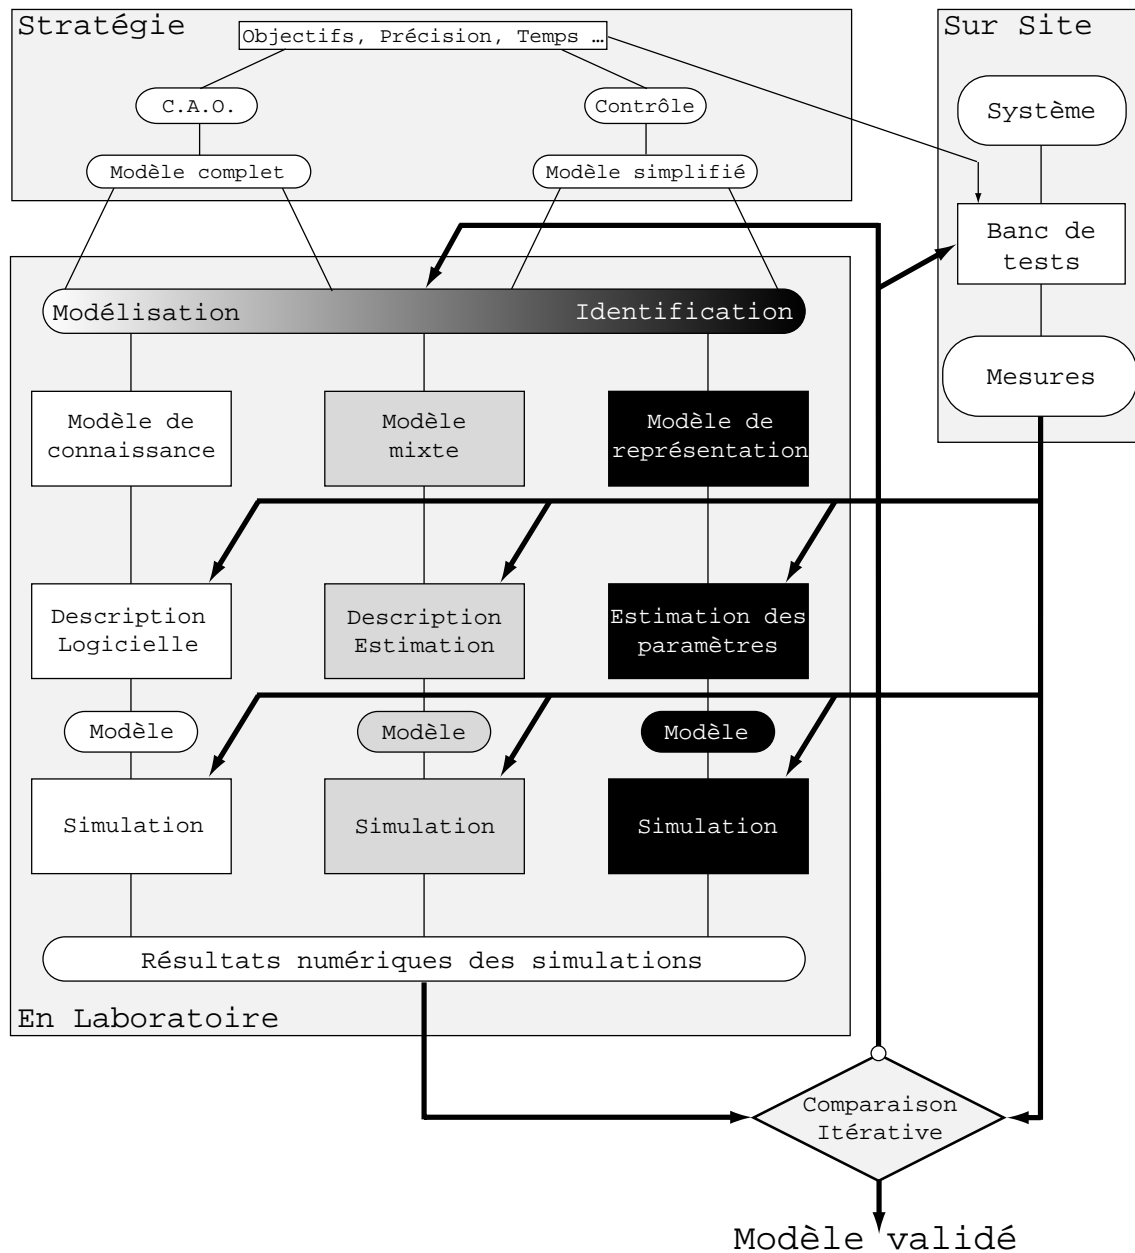 Stratégie
Objectifs, Précision, Temps …
C.A.O.
Contrôle
Modèle complet
Modèle simplifié
Sur Site
Système
Banc de
tests
Mesures
Modélisation
Identification
Modèle de
connaissance
Modèle
mixte
Modèle de
représentation
Description
Logicielle
Description
Estimation
Estimation des
paramètres
Modèle
Modèle
Modèle
Simulation
Simulation
Simulation
Résultats numériques des simulations
En Laboratoire
Comparaison
Itérative
Modèle validé